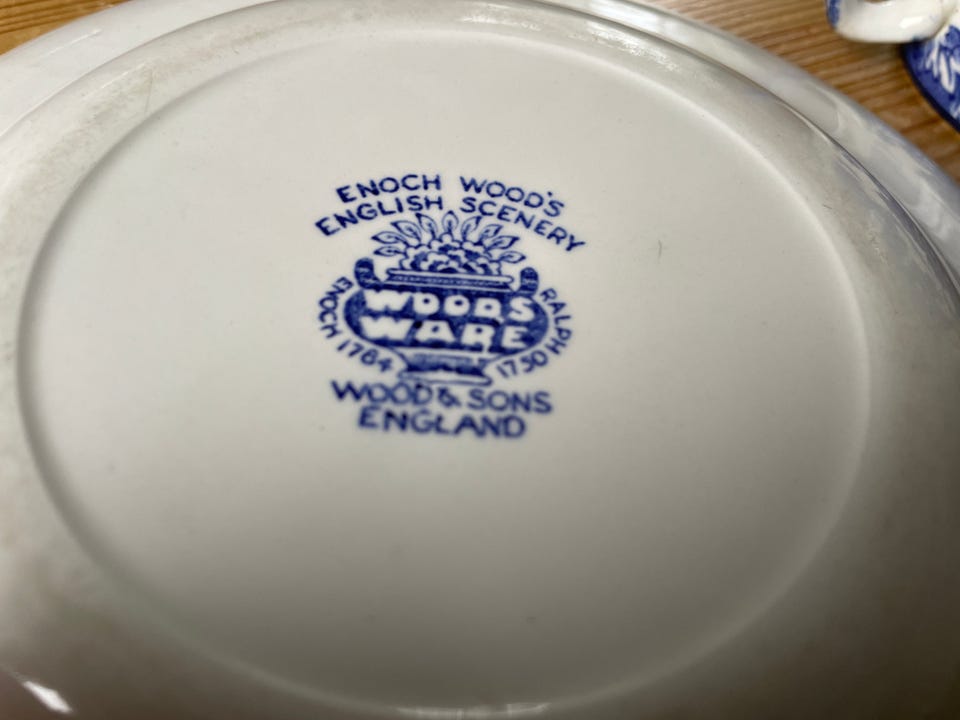 ENOCH WOOD'S
ENGLISH SCENERY
WOODS
WARE
ENOCH 1784
RALPH 1750
WOOD & SONS
ENGLAND